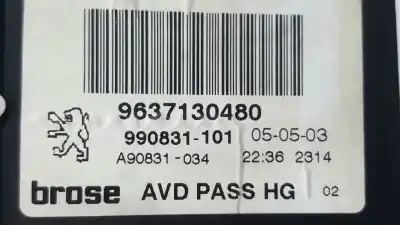 9637130480
990831-101 05-05-03
A90831-034 22:36 2314
brose AVD PASS HG 02